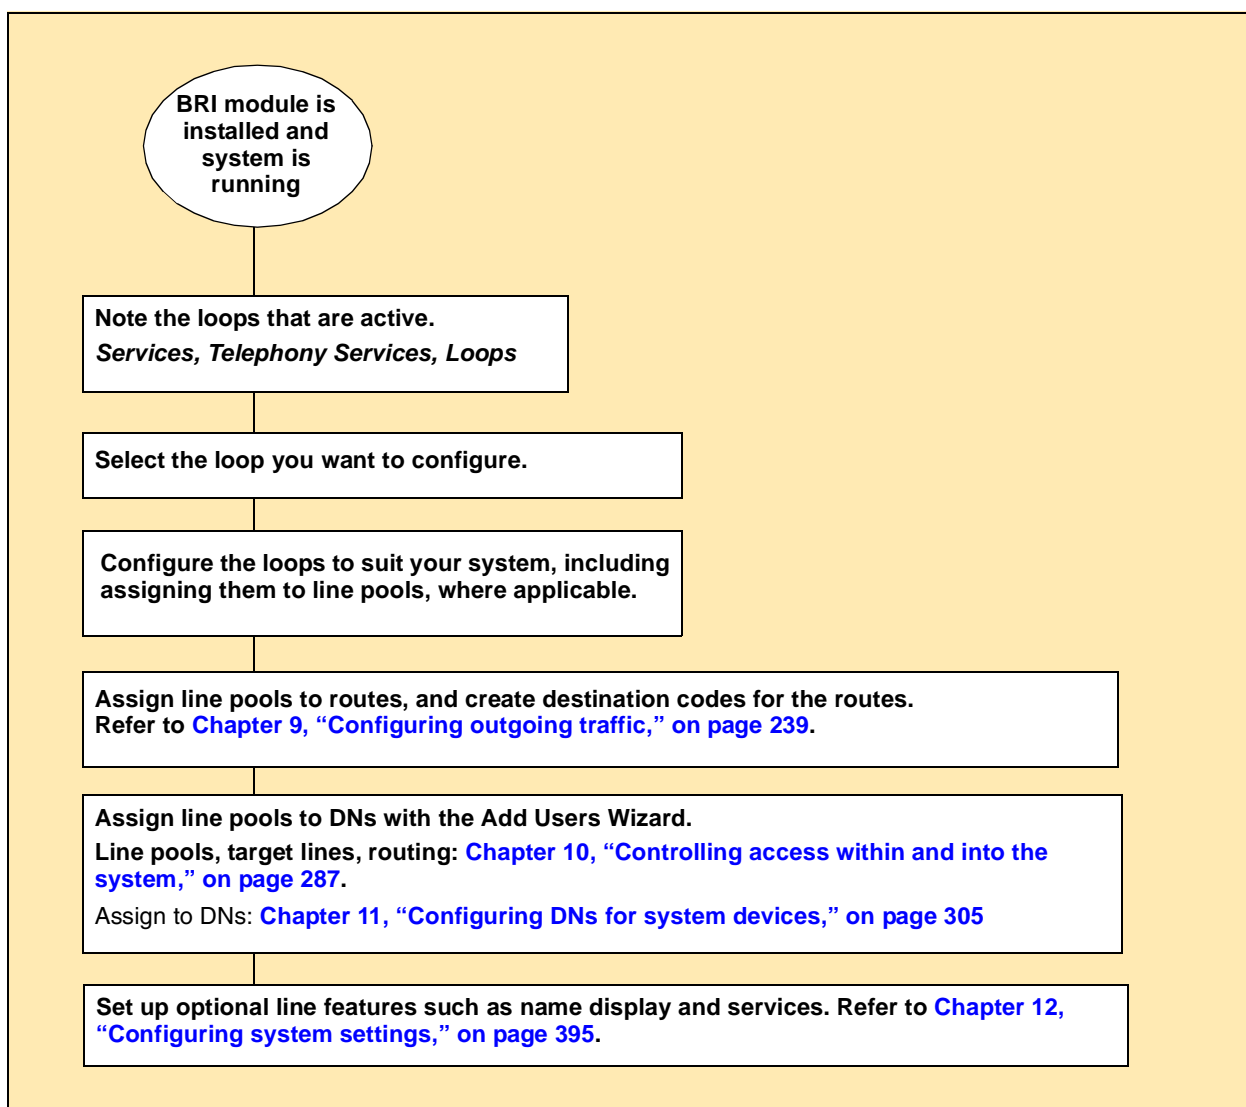 BRI module is
installed and
system is
running
Note the loops that are active.
Services, Telephony Services, Loops
Select the loop you want to configure.
Configure the loops to suit your system, including
assigning them to line pools, where applicable.
Assign line pools to routes, and create destination codes for the routes.
Refer to Chapter 9, “Configuring outgoing traffic,” on page 239.
Assign line pools to DNs with the Add Users Wizard.
Line pools, target lines, routing: Chapter 10, “Controlling access within and into the
system,” on page 287.
Assign to DNs: Chapter 11, “Configuring DNs for system devices,” on page 305
Set up optional line features such as name display and services. Refer to Chapter 12,
“Configuring system settings,” on page 395.